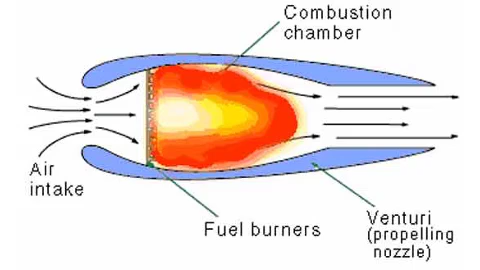 Combustion
chamber
Air
intake
Fuel burners
Venturi
(propelling
nozzle)